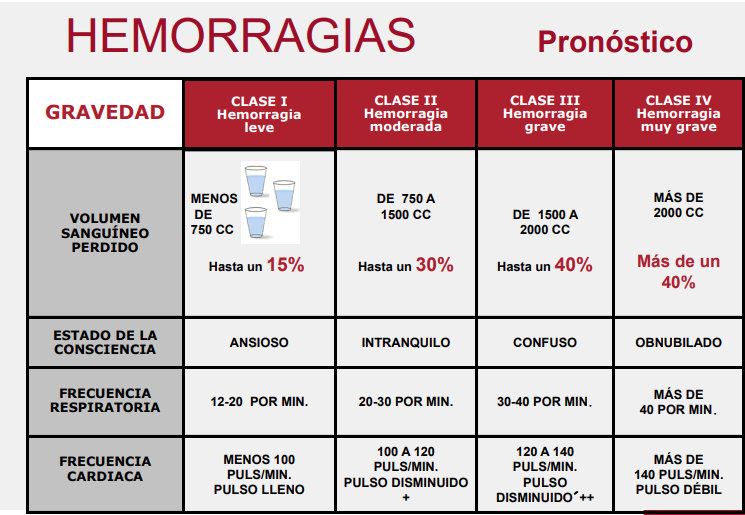 HEMORRAGIAS
Pronóstico
GRAVEDAD
CLASE I
Hemorragia
leve
CLASE II
Hemorragia
moderada
CLASE III
Hemorragia
grave
CLASE IV
Hemorragia
muy grave
VOLUMEN
SANGUÍNEO
PERDIDO
MENOS
DE
750 CC
Hasta un 15%
DE 750 A
1500 CC
Hasta un 30%
DE 1500 A
2000 CC
Hasta un 40%
MÁS DE
2000 CC
Más de un
40%
ESTADO DE LA
CONSCIENCIA
ANSIOSO
INTRANQUILO
CONFUSO
OBNUBILADO
FRECUENCIA
RESPIRATORIA
12-20 POR MIN.
20-30 POR MIN.
30-40 POR MIN.
MÁS DE
40 POR MIN.
FRECUENCIA
CARDIACA
MENOS 100
PULS/MIN.
PULSO LLENO
100 A 120
PULS/MIN.
PULSO DISMINUIDO
+
120 A 140
PULS/MIN.
PULSO
DISMINUIDO´++
MÁS DE
140 PULS/MIN.
PULSO DÉBIL